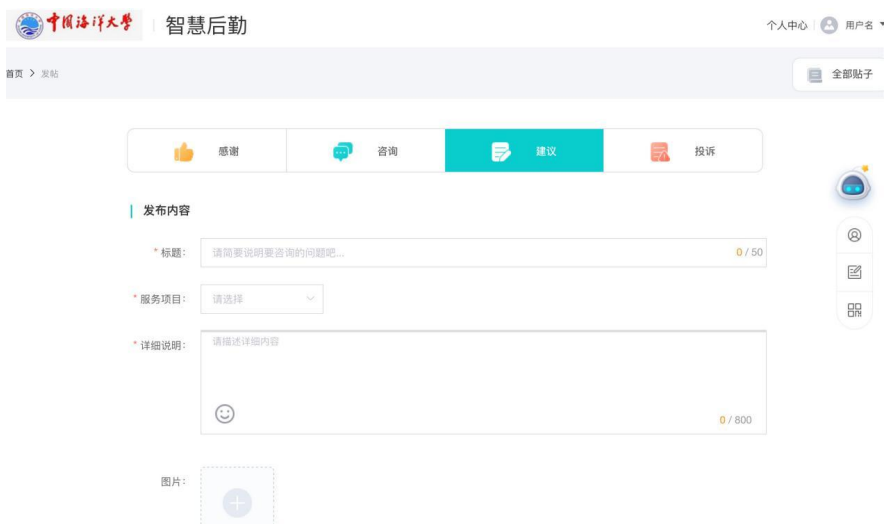 中国海洋大学 智慧后勤 个人中心 用户名
首页 > 发帖 全部贴子
感谢 咨询 建议 投诉
发布内容
* 标题: 请简要说明要咨询的问题吧... 0 / 50
* 服务项目: 请选择
* 详细说明: 请描述详细内容
0 / 800
图片: